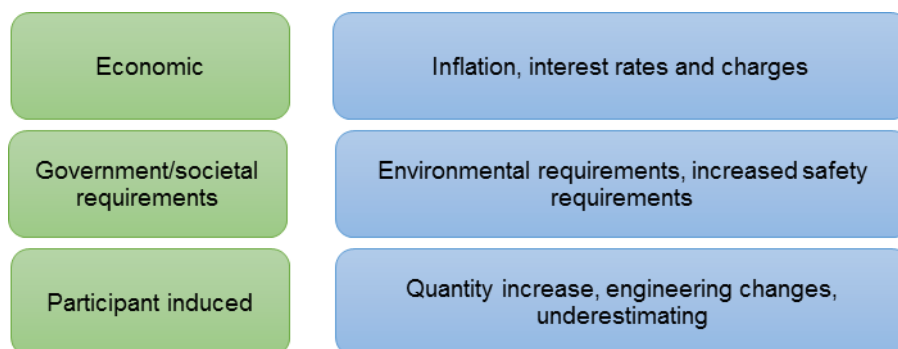 Economic
Inflation, interest rates and charges
Government/societal
requirements
Environmental requirements, increased safety
requirements
Participant induced
Quantity increase, engineering changes,
underestimating